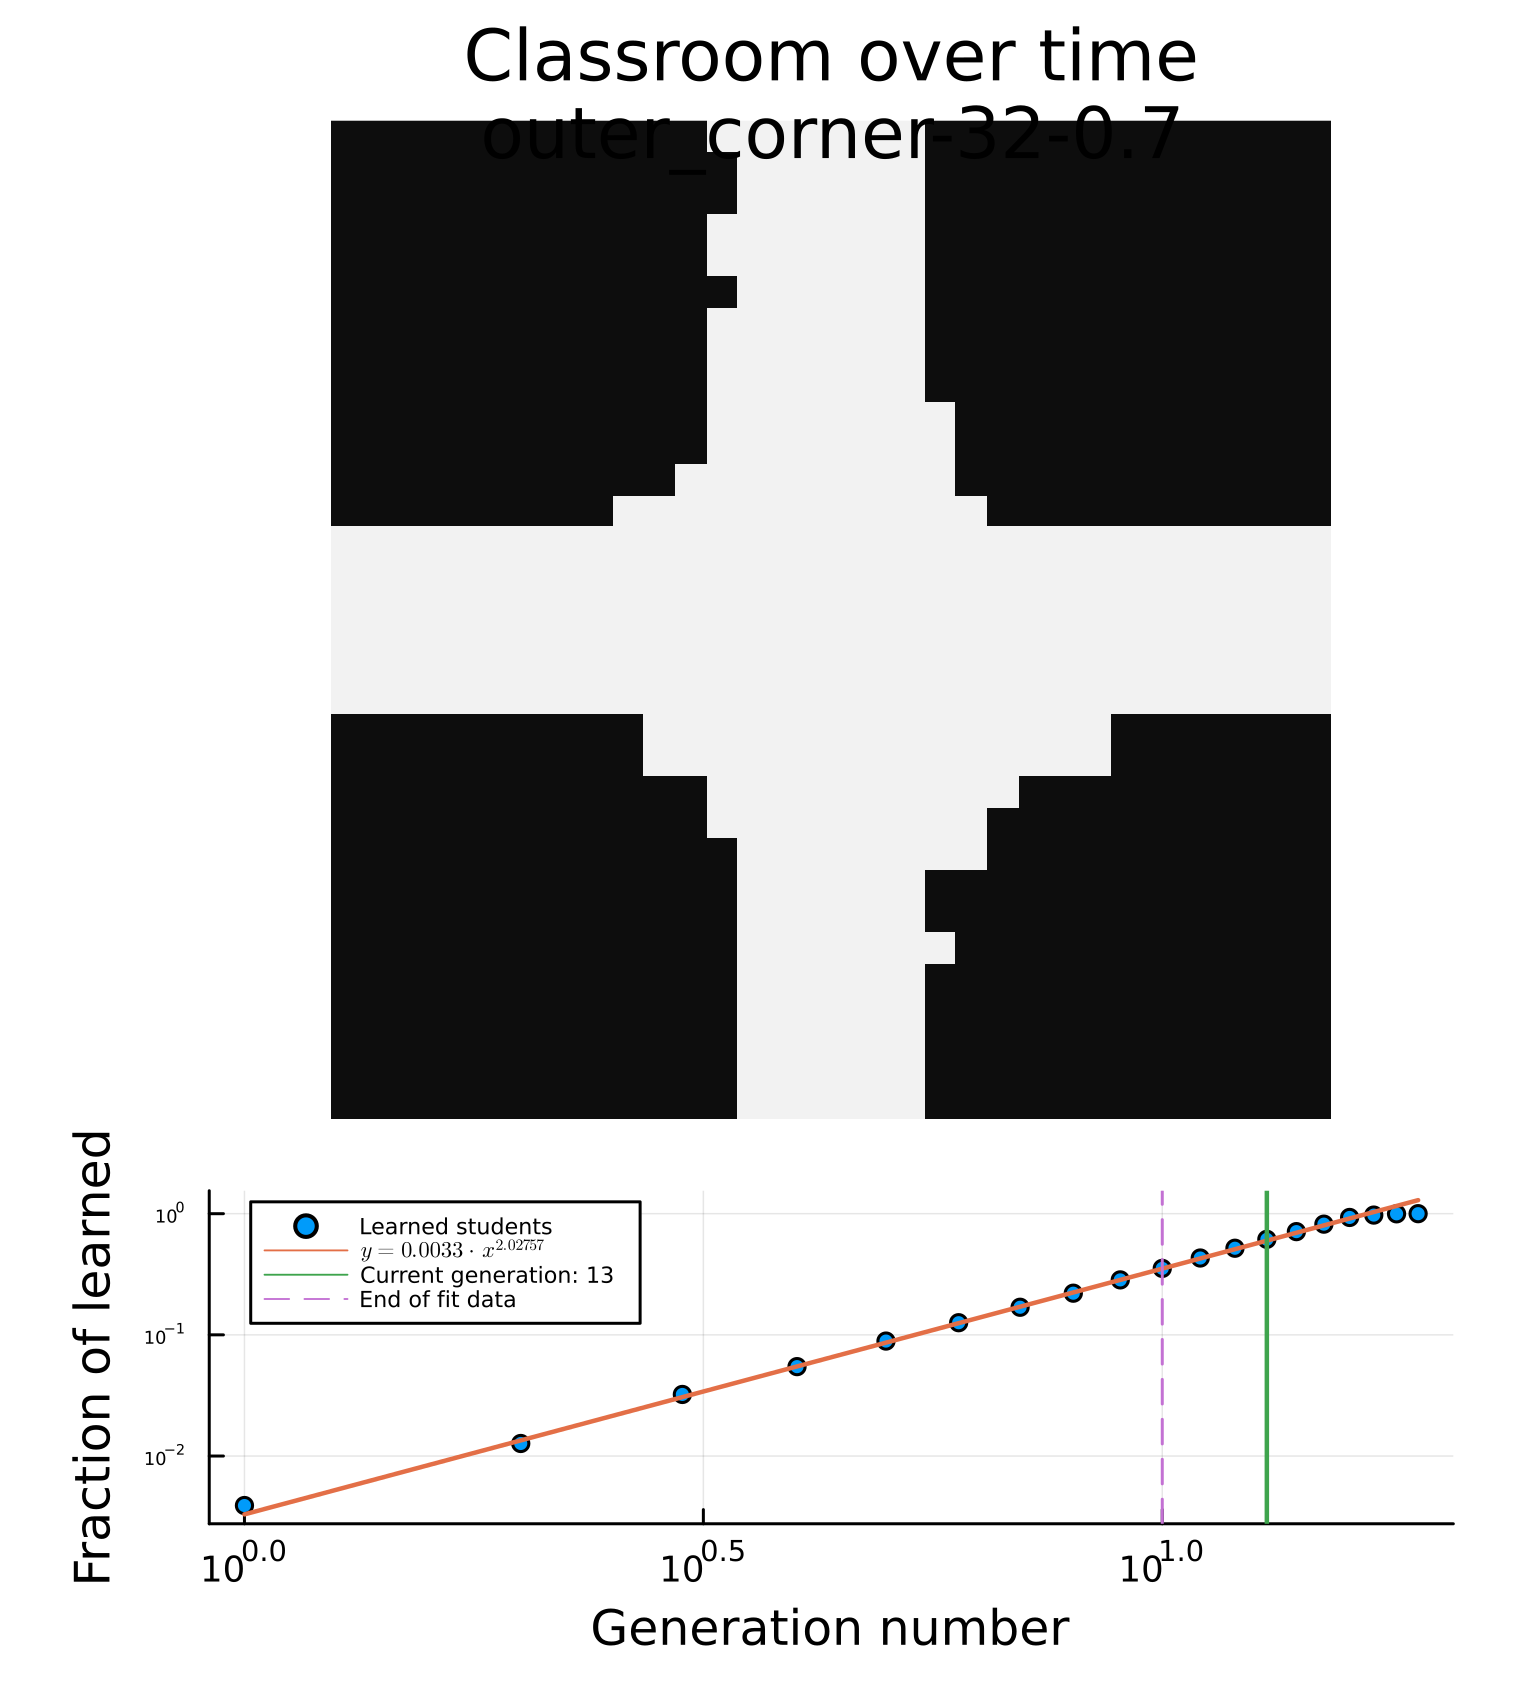 Classroom over time
outer_corner-32-0.7
Fraction of learned
10^0
10^-1
10^-2
Learned students
y = 0.0033 · x^2.02757
Current generation: 13
End of fit data
10^0.0
10^0.5
10^1.0
Generation number